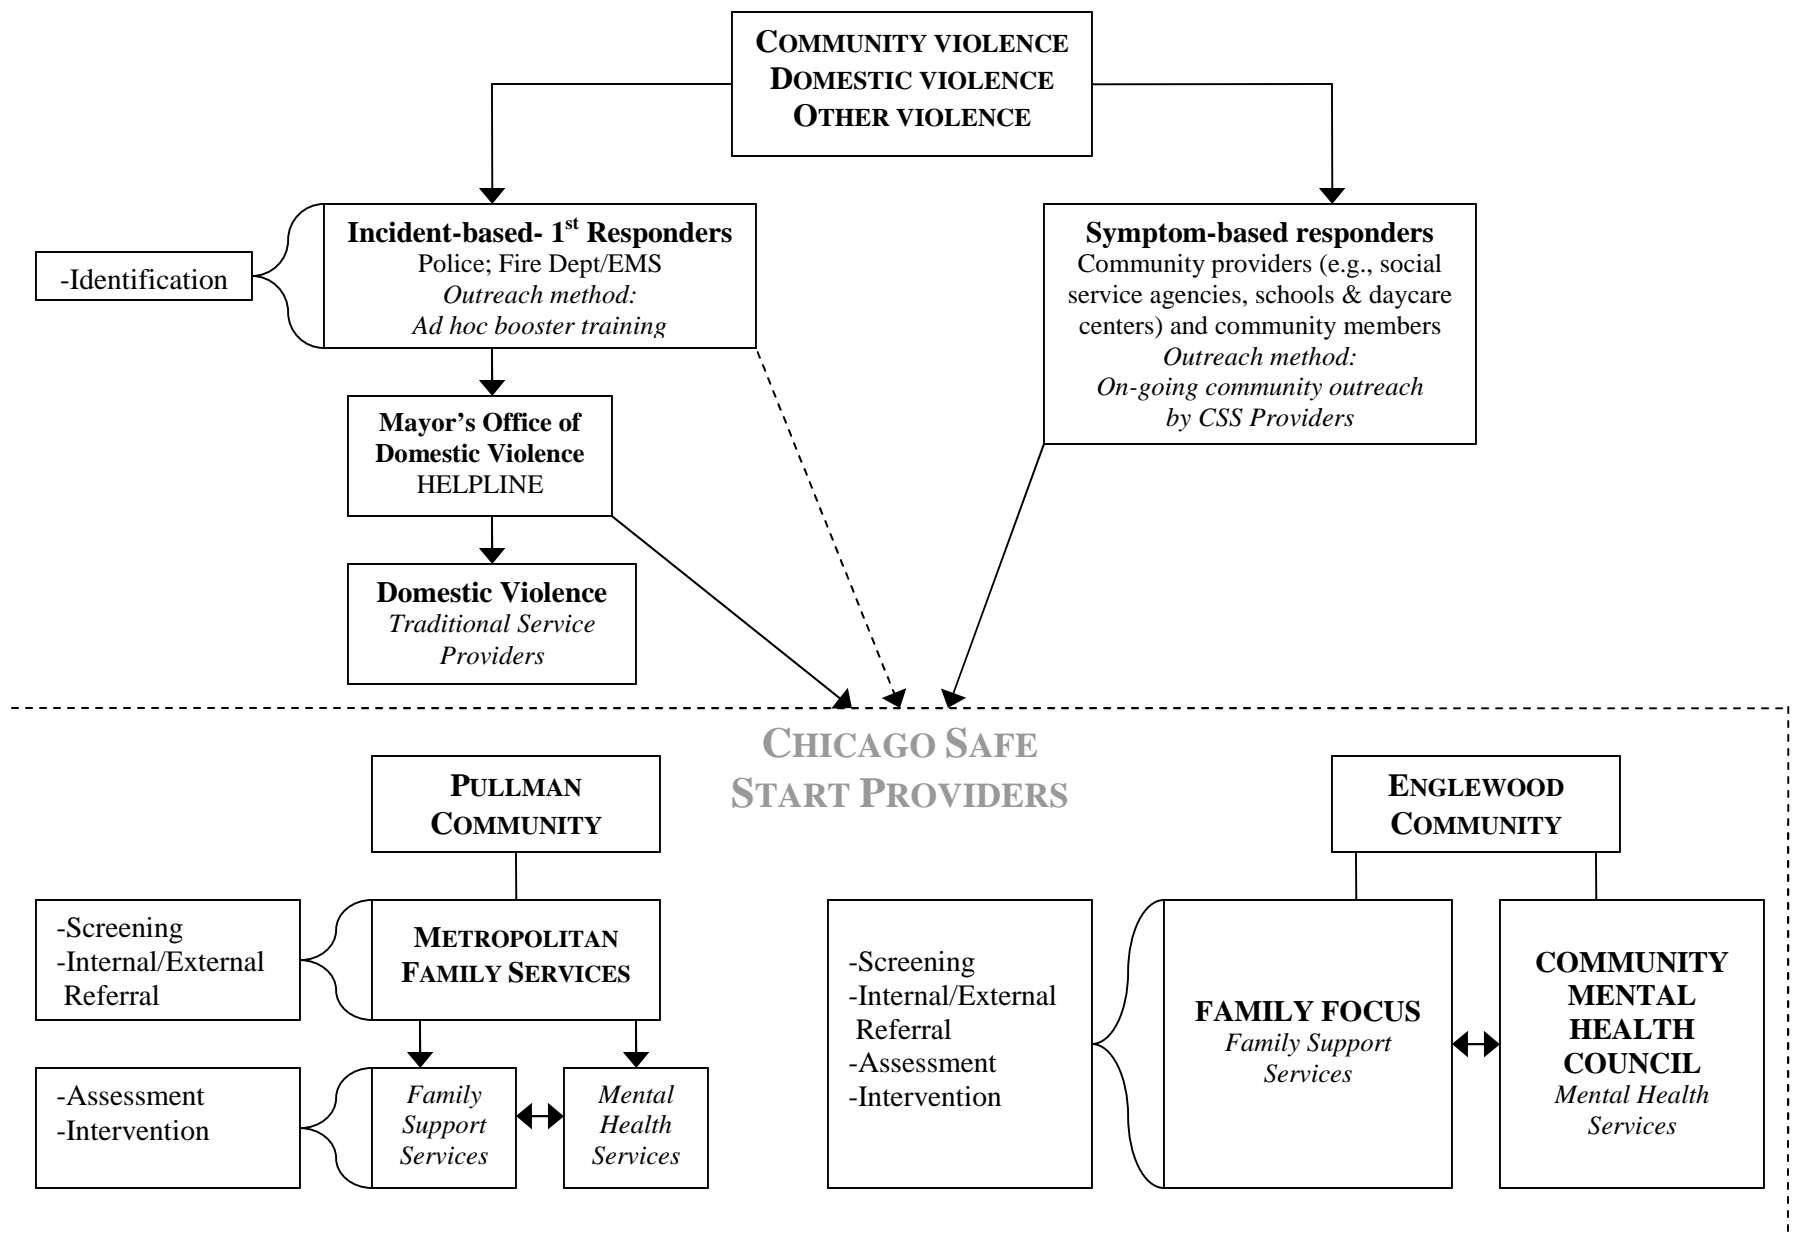 COMMUNITY VIOLENCE
DOMESTIC VIOLENCE
OTHER VIOLENCE
-Identification
Incident-based- 1st Responders
Police; Fire Dept/EMS
Outreach method:
Ad hoc booster training
Symptom-based responders
Community providers (e.g., social
service agencies, schools & daycare
centers) and community members
Outreach method:
On-going community outreach
by CSS Providers
Mayor’s Office of
Domestic Violence
HELPLINE
Domestic Violence
Traditional Service
Providers
CHICAGO SAFE
START PROVIDERS
PULLMAN
COMMUNITY
ENGLEWOOD
COMMUNITY
-Screening
-Internal/External
Referral
METROPOLITAN
FAMILY SERVICES
-Assessment
-Intervention
Family
Support
Services
Mental
Health
Services
-Screening
-Internal/External
Referral
-Assessment
-Intervention
FAMILY FOCUS
Family Support
Services
COMMUNITY
MENTAL
HEALTH
COUNCIL
Mental Health
Services